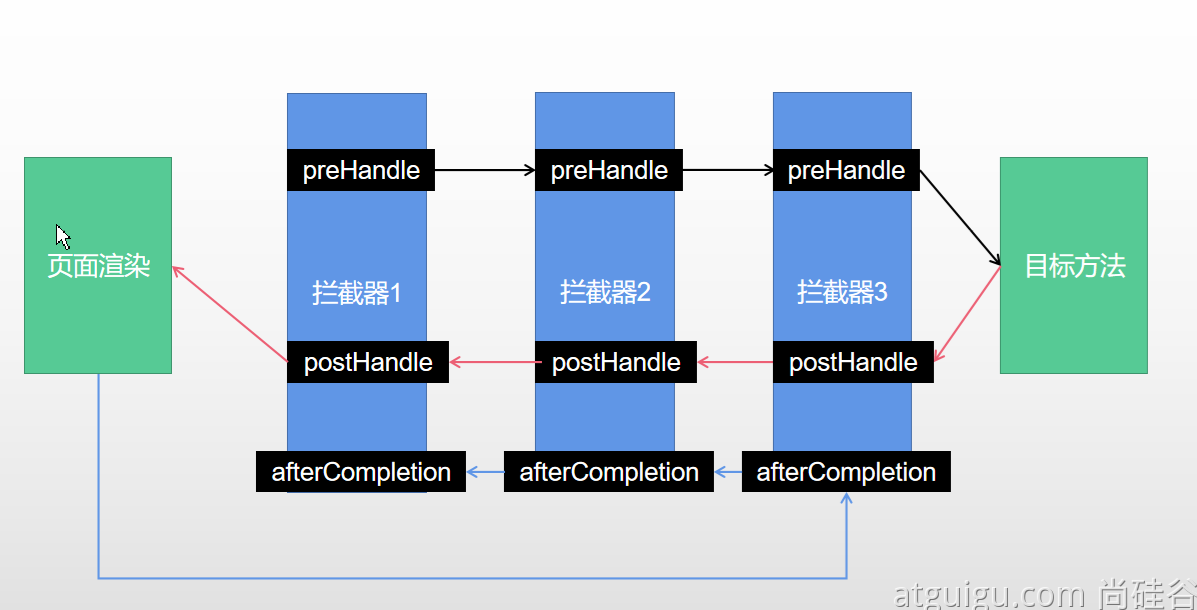 preHandle
preHandle
preHandle
页面渲染
拦截器1
拦截器2
拦截器3
目标方法
postHandle
postHandle
postHandle
afterCompletion
afterCompletion
afterCompletion
atguigu.com 尚硅谷